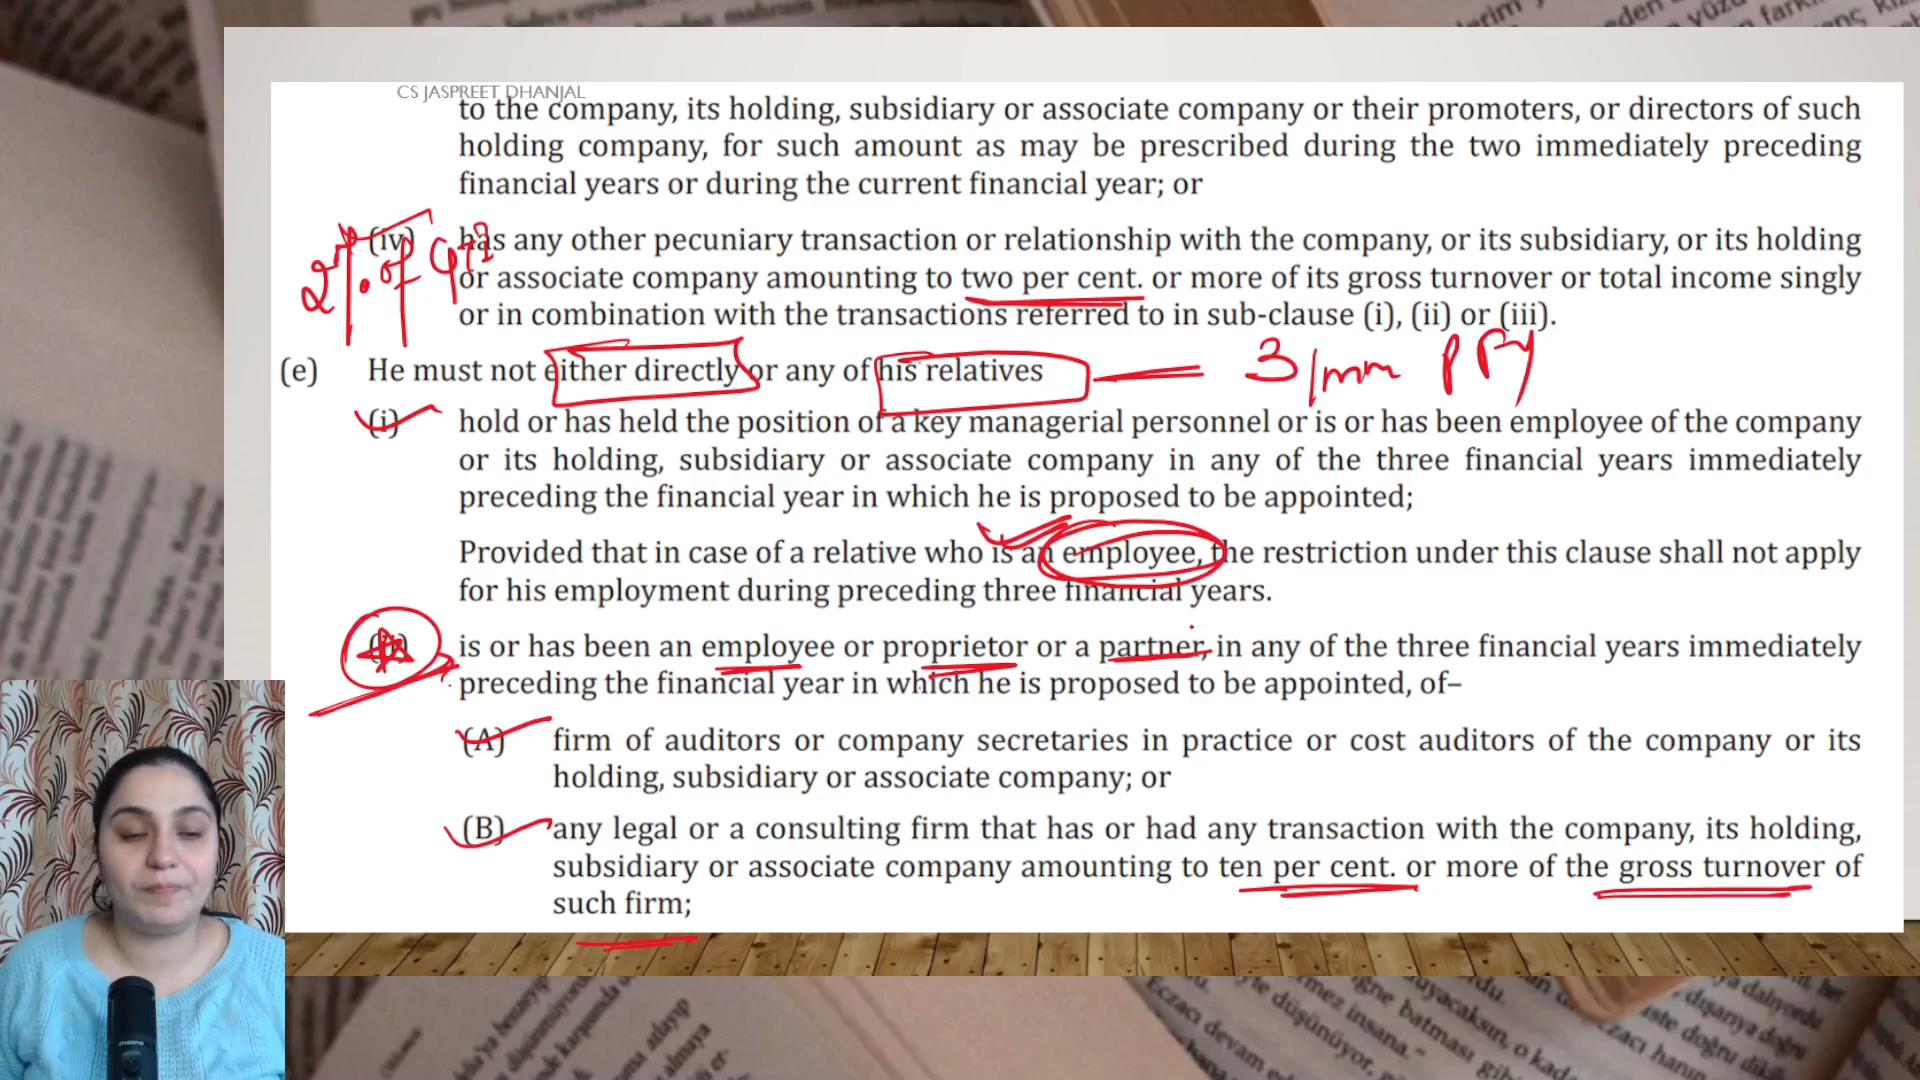 CS JASPREET DHANJAL
to the company, its holding, subsidiary or associate company or their promoters, or directors of such
holding company, for such amount as may be prescribed during the two immediately preceding
financial years or during the current financial year; or
(iv) has any other pecuniary transaction or relationship with the company, or its subsidiary, or its holding
2% of GTI
or associate company amounting to two per cent. or more of its gross turnover or total income singly
or in combination with the transactions referred to in sub-clause (i), (ii) or (iii).
(e) He must not either directly or any of his relatives
3 Imm PFY
(i) hold or has held the position of a key managerial personnel or is or has been employee of the company
or its holding, subsidiary or associate company in any of the three financial years immediately
preceding the financial year in which he is proposed to be appointed;
Provided that in case of a relative who is an employee, the restriction under this clause shall not apply
for his employment during preceding three financial years.
is or has been an employee or proprietor or a partner, in any of the three financial years immediately
preceding the financial year in which he is proposed to be appointed, of–
(A) firm of auditors or company secretaries in practice or cost auditors of the company or its
holding, subsidiary or associate company; or
(B) any legal or a consulting firm that has or had any transaction with the company, its holding,
subsidiary or associate company amounting to ten per cent. or more of the gross turnover of
such firm;